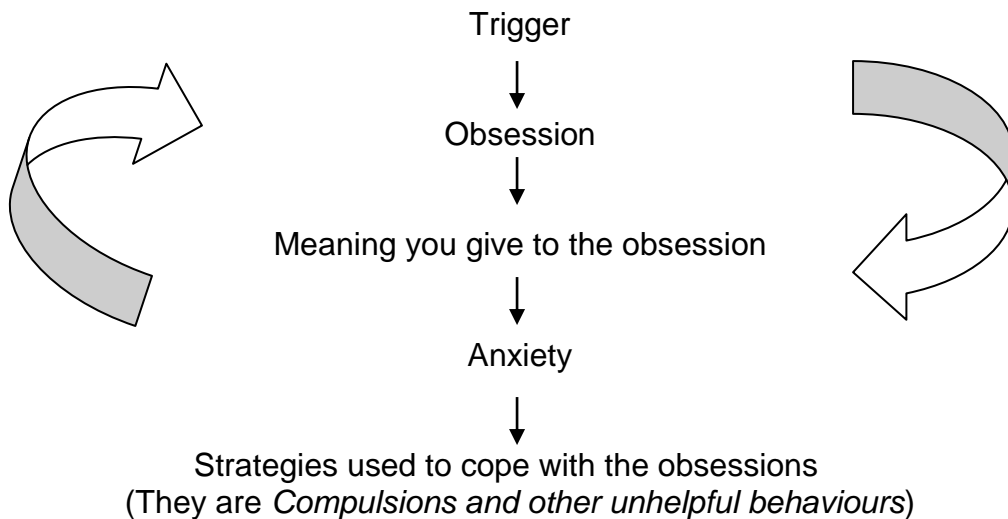 Trigger
Obsession
Meaning you give to the obsession
Anxiety
Strategies used to cope with the obsessions
(They are Compulsions and other unhelpful behaviours)